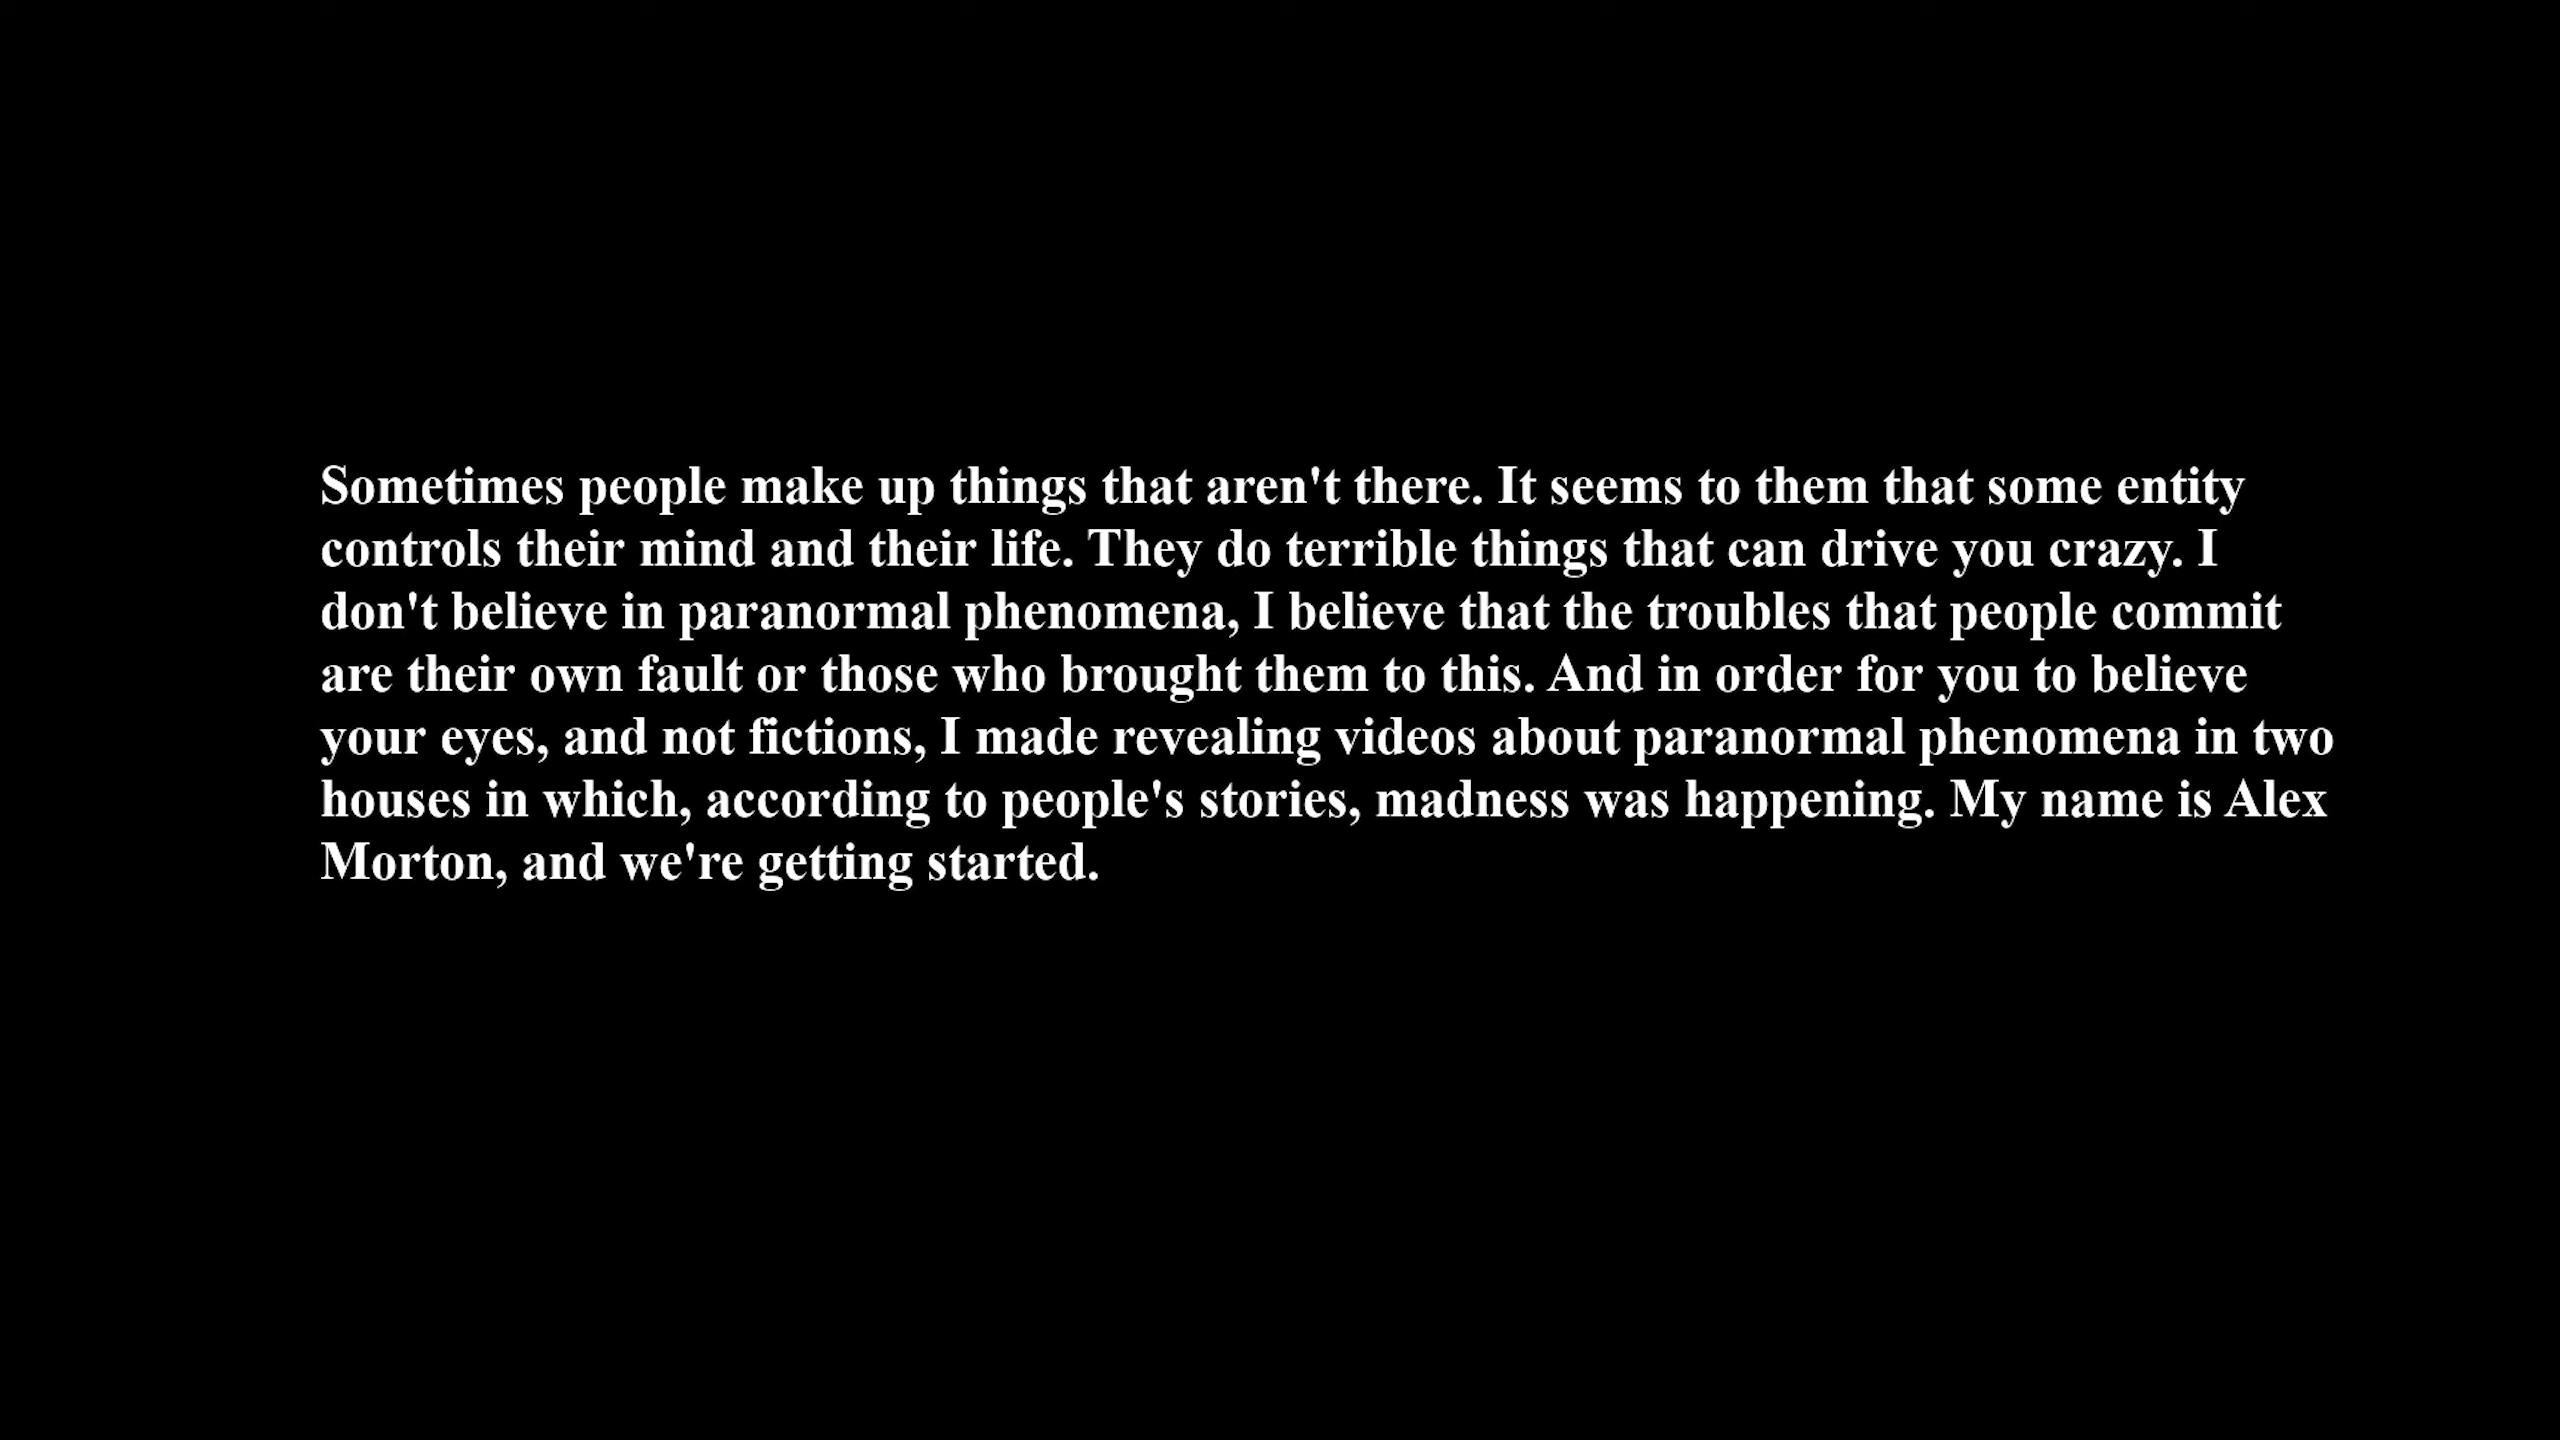 Sometimes people make up things that aren't there. It seems to them that some entity
controls their mind and their life. They do terrible things that can drive you crazy. I
don't believe in paranormal phenomena, I believe that the troubles that people commit
are their own fault or those who brought them to this. And in order for you to believe
your eyes, and not fictions, I made revealing videos about paranormal phenomena in two
houses in which, according to people's stories, madness was happening. My name is Alex
Morton, and we're getting started.